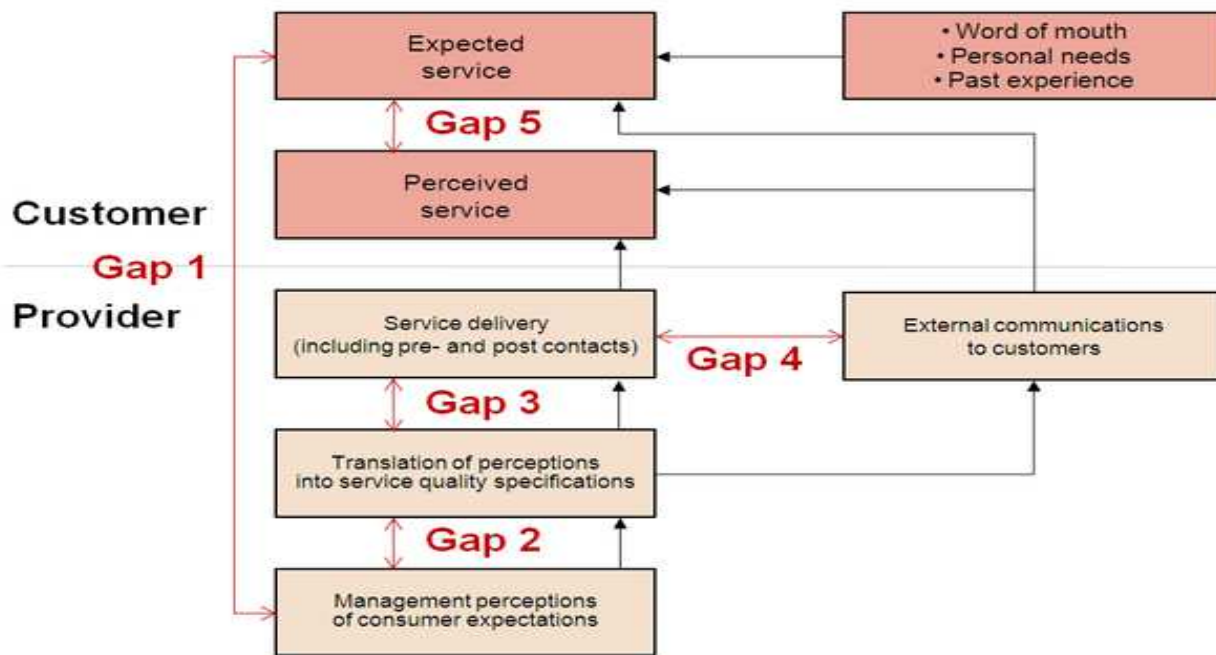 Expected
service
• Word of mouth
• Personal needs
• Past experience
Gap 5
Perceived
service
Customer
Gap 1
Provider
Service delivery
(including pre- and post contacts)
Gap 4
External communications
to customers
Gap 3
Translation of perceptions
into service quality specifications
Gap 2
Management perceptions
of consumer expectations